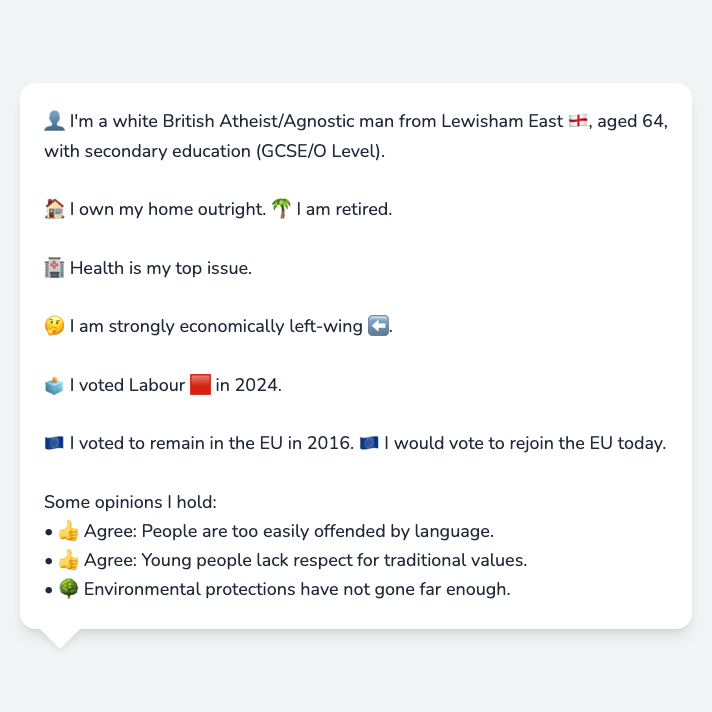 👤 I'm a white British Atheist/Agnostic man from Lewisham East 🏴󠁧󠁢󠁥󠁮󠁧󠁿, aged 64,
with secondary education (GCSE/O Level).
🏠 I own my home outright. 🌴 I am retired.
🏥 Health is my top issue.
🤔 I am strongly economically left-wing ⬅️.
🗳️ I voted Labour 🟥 in 2024.
🇪🇺 I voted to remain in the EU in 2016. 🇪🇺 I would vote to rejoin the EU today.
Some opinions I hold:
• 👍 Agree: People are too easily offended by language.
• 👍 Agree: Young people lack respect for traditional values.
• 🌳 Environmental protections have not gone far enough.